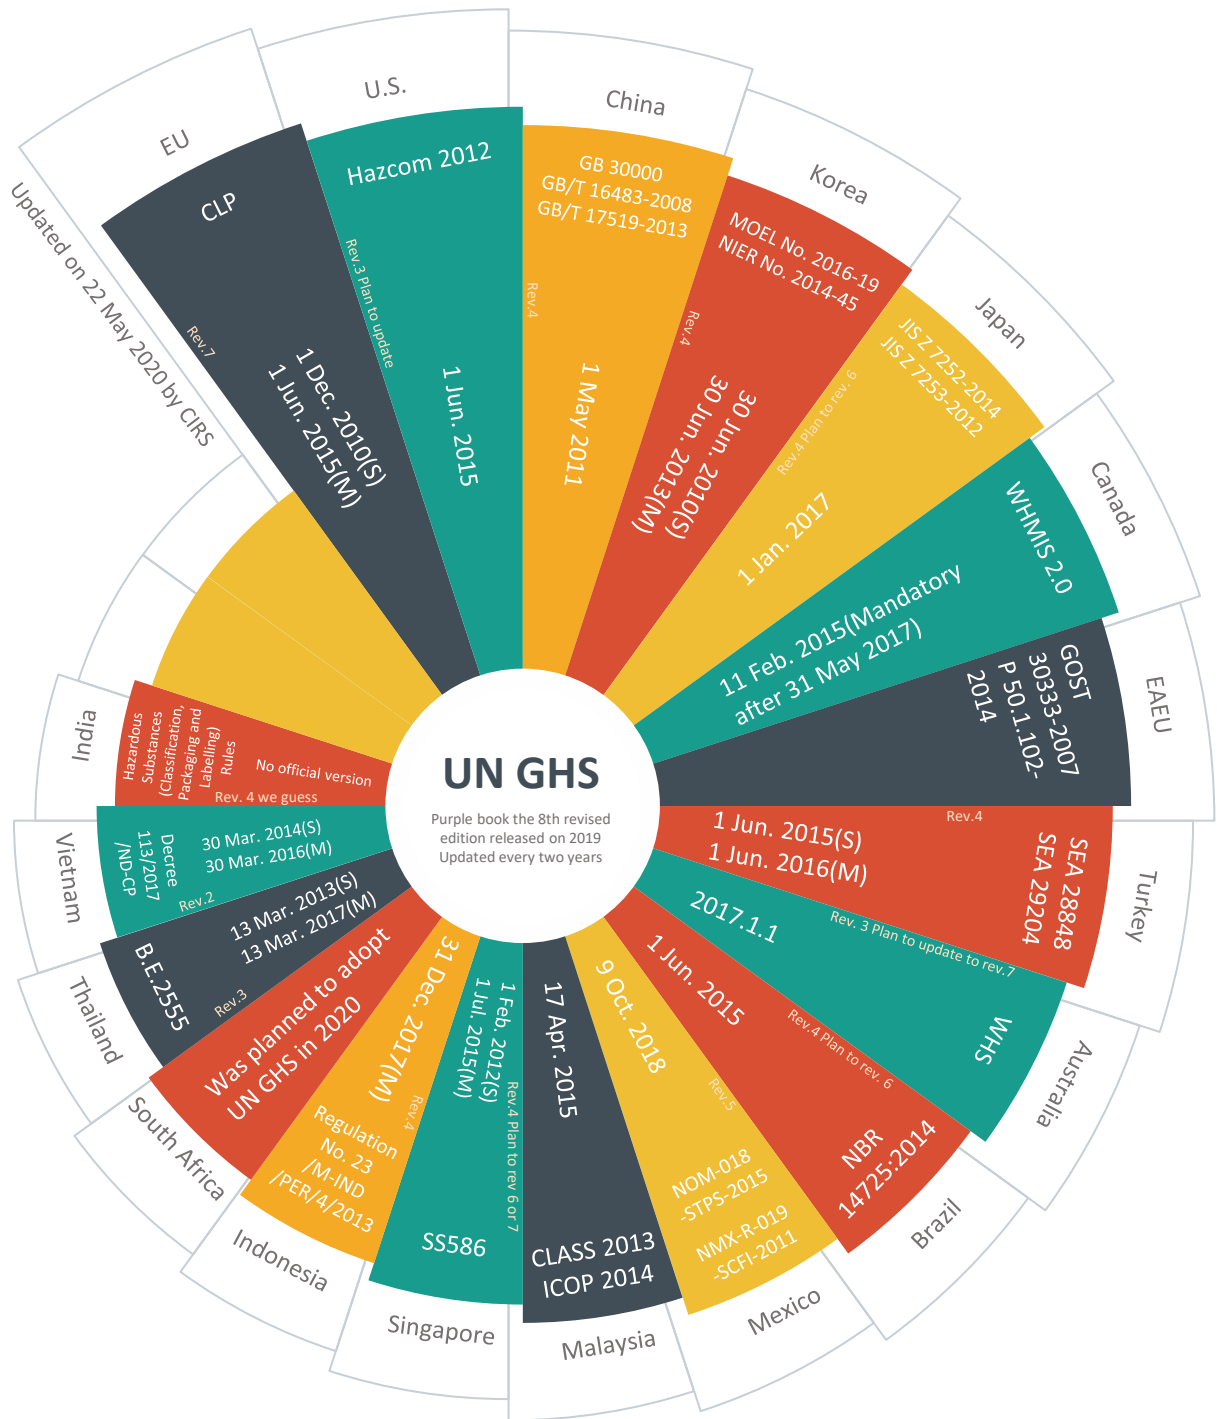 UN GHS
Purple book the 8th revised
edition released on 2019
Updated every two years
Updated on 22 May 2020 by CIRS
EU
CLP
Rev.7
1 Dec. 2010(S)
1 Jun. 2015(M)
U.S.
Hazcom 2012
Rev.3 Plan to update
1 Jun. 2015
China
GB 30000
GB/T 16483-2008
GB/T 17519-2013
Rev.4
1 May 2011
Korea
MOEL No. 2016-19
NIER No. 2014-45
Rev.4
30 Jun. 2010(S)
30 Jun. 2013(M)
Japan
JIS Z 7252-2014
JIS Z 7253-2012
Rev.4 Plan to rev. 6
1 Jan. 2017
Canada
WHMIS 2.0
11 Feb. 2015(Mandatory
after 31 May 2017)
EAEU
GOST
30333-2007
P 50.1.102-
2014
Turkey
SEA 28848
SEA 29204
Rev.4
1 Jun. 2015(S)
1 Jun. 2016(M)
Australia
WHS
Rev. 3 Plan to update to rev.7
2017.1.1
Brazil
NBR
14725:2014
Rev.4 Plan to rev. 6
1 Jun. 2015
Mexico
NOM-018
-STPS-2015
NMX-R-019
-SCFI-2011
Rev.5
9 Oct. 2018
Malaysia
CLASS 2013
ICOP 2014
17 Apr. 2015
Singapore
SS586
Rev.4 Plan to rev 6 or 7
1 Feb. 2012(S)
1 Jul. 2015(M)
Indonesia
Regulation
No. 23
/M-IND
/PER/4/2013
Rev.4
31 Dec. 2017(M)
South Africa
Was planned to adopt
UN GHS in 2020
Thailand
B.E.2555
Rev.3
13 Mar. 2013(S)
13 Mar. 2017(M)
Vietnam
Decree
113/2017
/ND-CP
Rev.2
30 Mar. 2014(S)
30 Mar. 2016(M)
India
Hazardous
Substances
(Classification,
Packaging and
Labelling)
Rules
No official version
Rev. 4 we guess